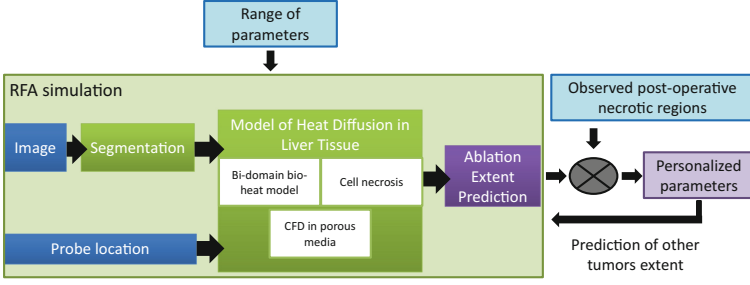 Range of
parameters
RFA simulation
Observed post-operative
necrotic regions
Image
Segmentation
Model of Heat Diffusion in
Liver Tissue
Bi-domain bio-
heat model
Cell necrosis
CFD in porous
media
Ablation
Extent
Prediction
Personalized
parameters
Probe location
Prediction of other
tumors extent